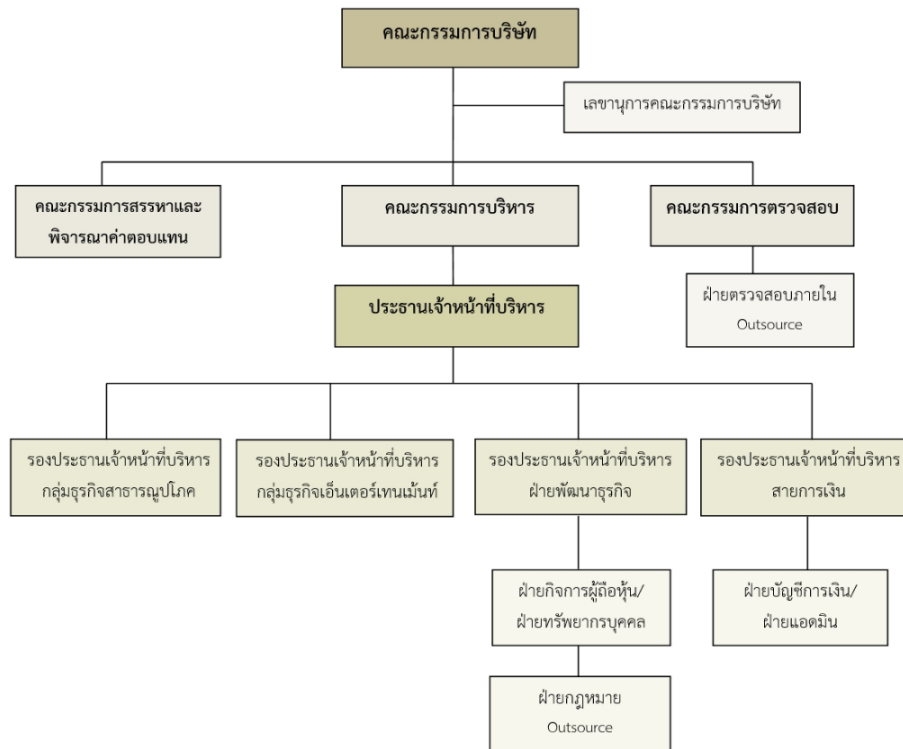 คณะกรรมการบริษัท
เลขานุการคณะกรรมการบริษัท
คณะกรรมการสรรหาและ
พิจารณาค่าตอบแทน
คณะกรรมการบริหาร
คณะกรรมการตรวจสอบ
ฝ่ายตรวจสอบภายใน
Outsource
ประธานเจ้าหน้าที่บริหาร
รองประธานเจ้าหน้าที่บริหาร
กลุ่มธุรกิจสาธารณูปโภค
รองประธานเจ้าหน้าที่บริหาร
กลุ่มธุรกิจเอ็นเตอร์เทนเม้นท์
รองประธานเจ้าหน้าที่บริหาร
ฝ่ายพัฒนาธุรกิจ
รองประธานเจ้าหน้าที่บริหาร
สายการเงิน
ฝ่ายกิจการผู้ถือหุ้น/
ฝ่ายทรัพยากรบุคคล
ฝ่ายบัญชีการเงิน/
ฝ่ายแอดมิน
ฝ่ายกฎหมาย
Outsource